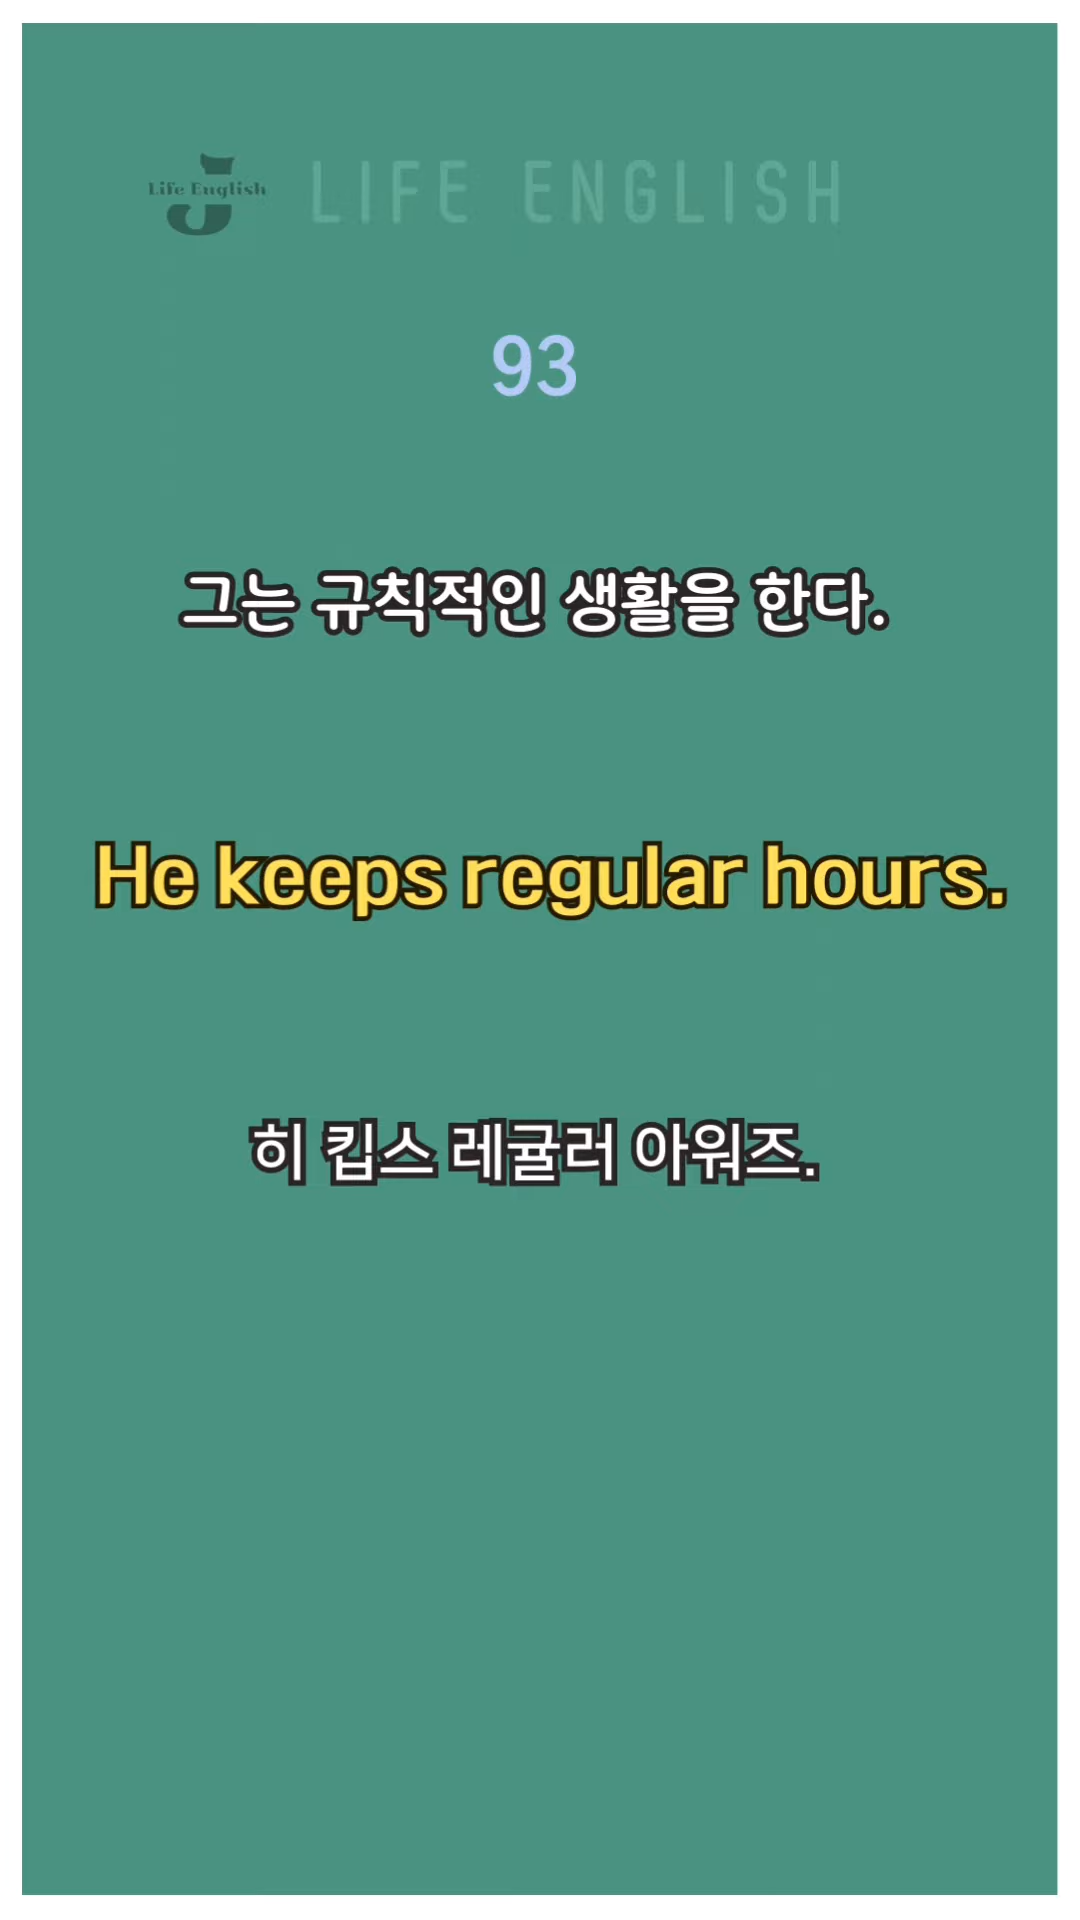 Life English
LIFE ENGLISH
93
그는 규칙적인 생활을 한다.
He keeps regular hours.
히 킵스 레귤러 아워즈.